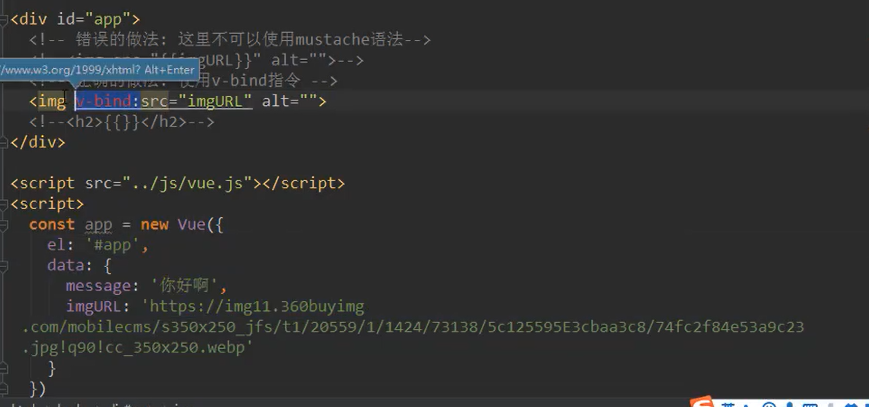 <div id="app">
<!-- 错误的做法: 这里不可以使用mustache语法-->
{{imgURL}}" alt="">-->
//www.w3.org/1999/xhtml? Alt+Enter
正确的做法: 使用v-bind指令 -->
<img v-bind:src="imgURL" alt="">
<!--<h2>{{}}</h2>-->
</div>
<script src="../js/vue.js"></script>
<script>
const app = new Vue({
el: '#app',
data: {
message: '你好啊',
imgURL: 'https://img11.360buyimg
.com/mobilecms/s350x250_jfs/t1/20559/1/1424/73138/5c125595E3cbaa3c8/74fc2f84e53a9c23
.jpg!q90!cc_350x250.webp'
}
})
英